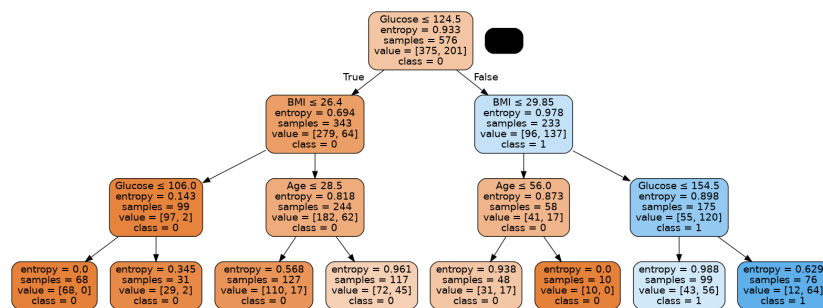 Glucose ≤ 124.5
entropy = 0.933
samples = 576
value = [375, 201]
class = 0
True
False
BMI ≤ 26.4
entropy = 0.694
samples = 343
value = [279, 64]
class = 0
BMI ≤ 29.85
entropy = 0.978
samples = 233
value = [96, 137]
class = 1
Glucose ≤ 106.0
entropy = 0.143
samples = 99
value = [97, 2]
class = 0
Age ≤ 28.5
entropy = 0.818
samples = 244
value = [182, 62]
class = 0
Age ≤ 56.0
entropy = 0.873
samples = 58
value = [41, 17]
class = 0
Glucose ≤ 154.5
entropy = 0.898
samples = 175
value = [55, 120]
class = 1
entropy = 0.0
samples = 68
value = [68, 0]
class = 0
entropy = 0.345
samples = 31
value = [29, 2]
class = 0
entropy = 0.568
samples = 127
value = [110, 17]
class = 0
entropy = 0.961
samples = 117
value = [72, 45]
class = 0
entropy = 0.938
samples = 48
value = [31, 17]
class = 0
entropy = 0.0
samples = 10
value = [10, 0]
class = 0
entropy = 0.988
samples = 99
value = [43, 56]
class = 1
entropy = 0.629
samples = 76
value = [12, 64]
class = 1